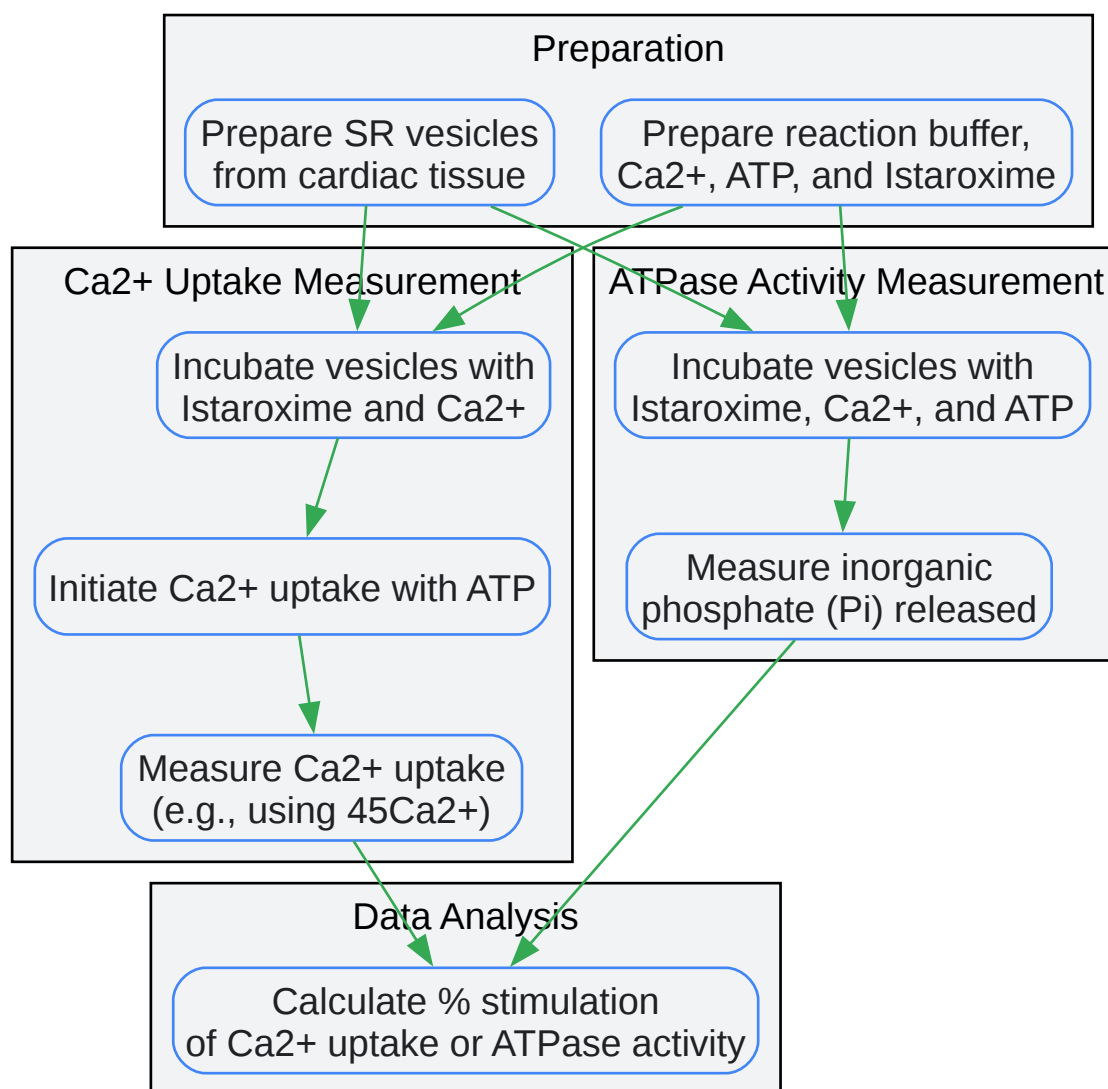 Preparation
Prepare SR vesicles
from cardiac tissue
Prepare reaction buffer,
Ca2+, ATP, and Istaroxime
Ca2+ Uptake Measurement
Incubate vesicles with
Istaroxime and Ca2+
Initiate Ca2+ uptake with ATP
Measure Ca2+ uptake
(e.g., using 45Ca2+)
ATPase Activity Measurement
Incubate vesicles with
Istaroxime, Ca2+, and ATP
Measure inorganic
phosphate (Pi) released
Data Analysis
Calculate % stimulation
of Ca2+ uptake or ATPase activity